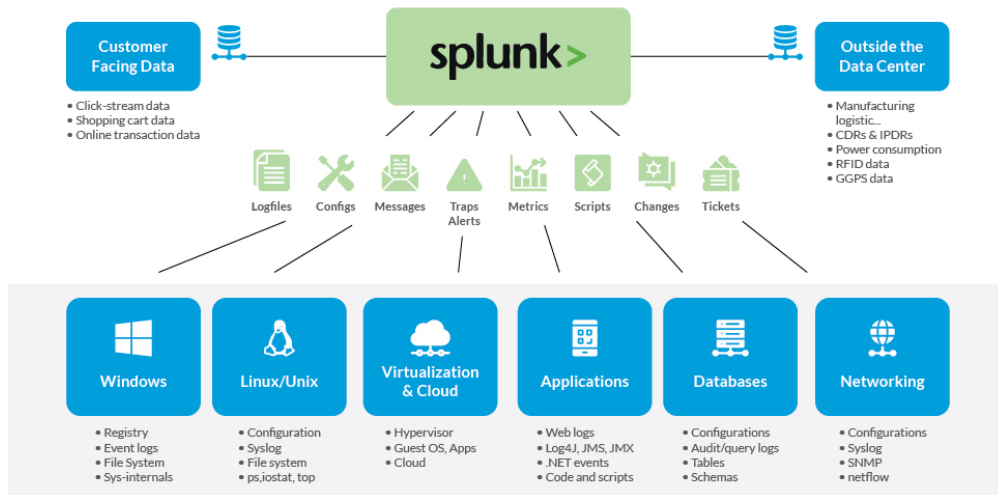 splunk>
Customer
Facing Data
• Click-stream data
• Shopping cart data
• Online transaction data
Outside the
Data Center
• Manufacturing
logistic...
• CDRs & IPDRs
• Power consumption
• RFID data
• GGPS data
Logfiles
Configs
Messages
Traps
Alerts
Metrics
Scripts
Changes
Tickets
Windows
• Registry
• Event logs
• File System
• Sys-internals
Linux/Unix
• Configuration
• Syslog
• File system
• ps,iostat, top
Virtualization
& Cloud
• Hypervisor
• Guest OS, Apps
• Cloud
Applications
• Web logs
• Log4J, JMS, JMX
• .NET events
• Code and scripts
Databases
• Configurations
• Audit/query logs
• Tables
• Schemas
Networking
• Configurations
• Syslog
• SNMP
• netflow